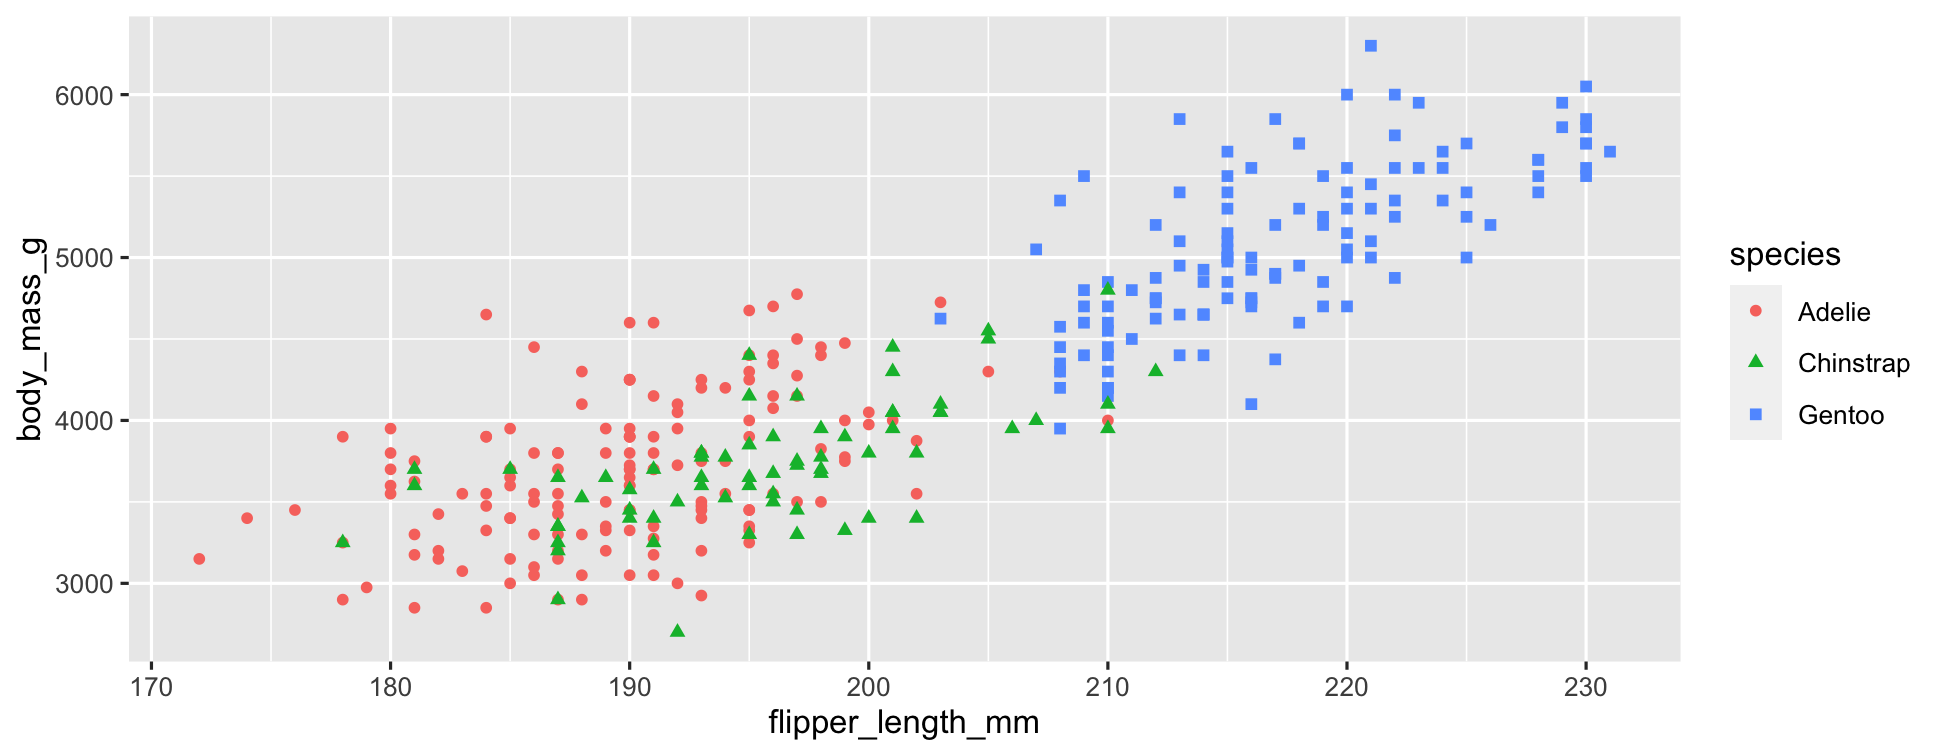 6000
5000
4000
3000
body_mass_g
170 180 190 200 210 220 230
flipper_length_mm
species
Adelie
Chinstrap
Gentoo